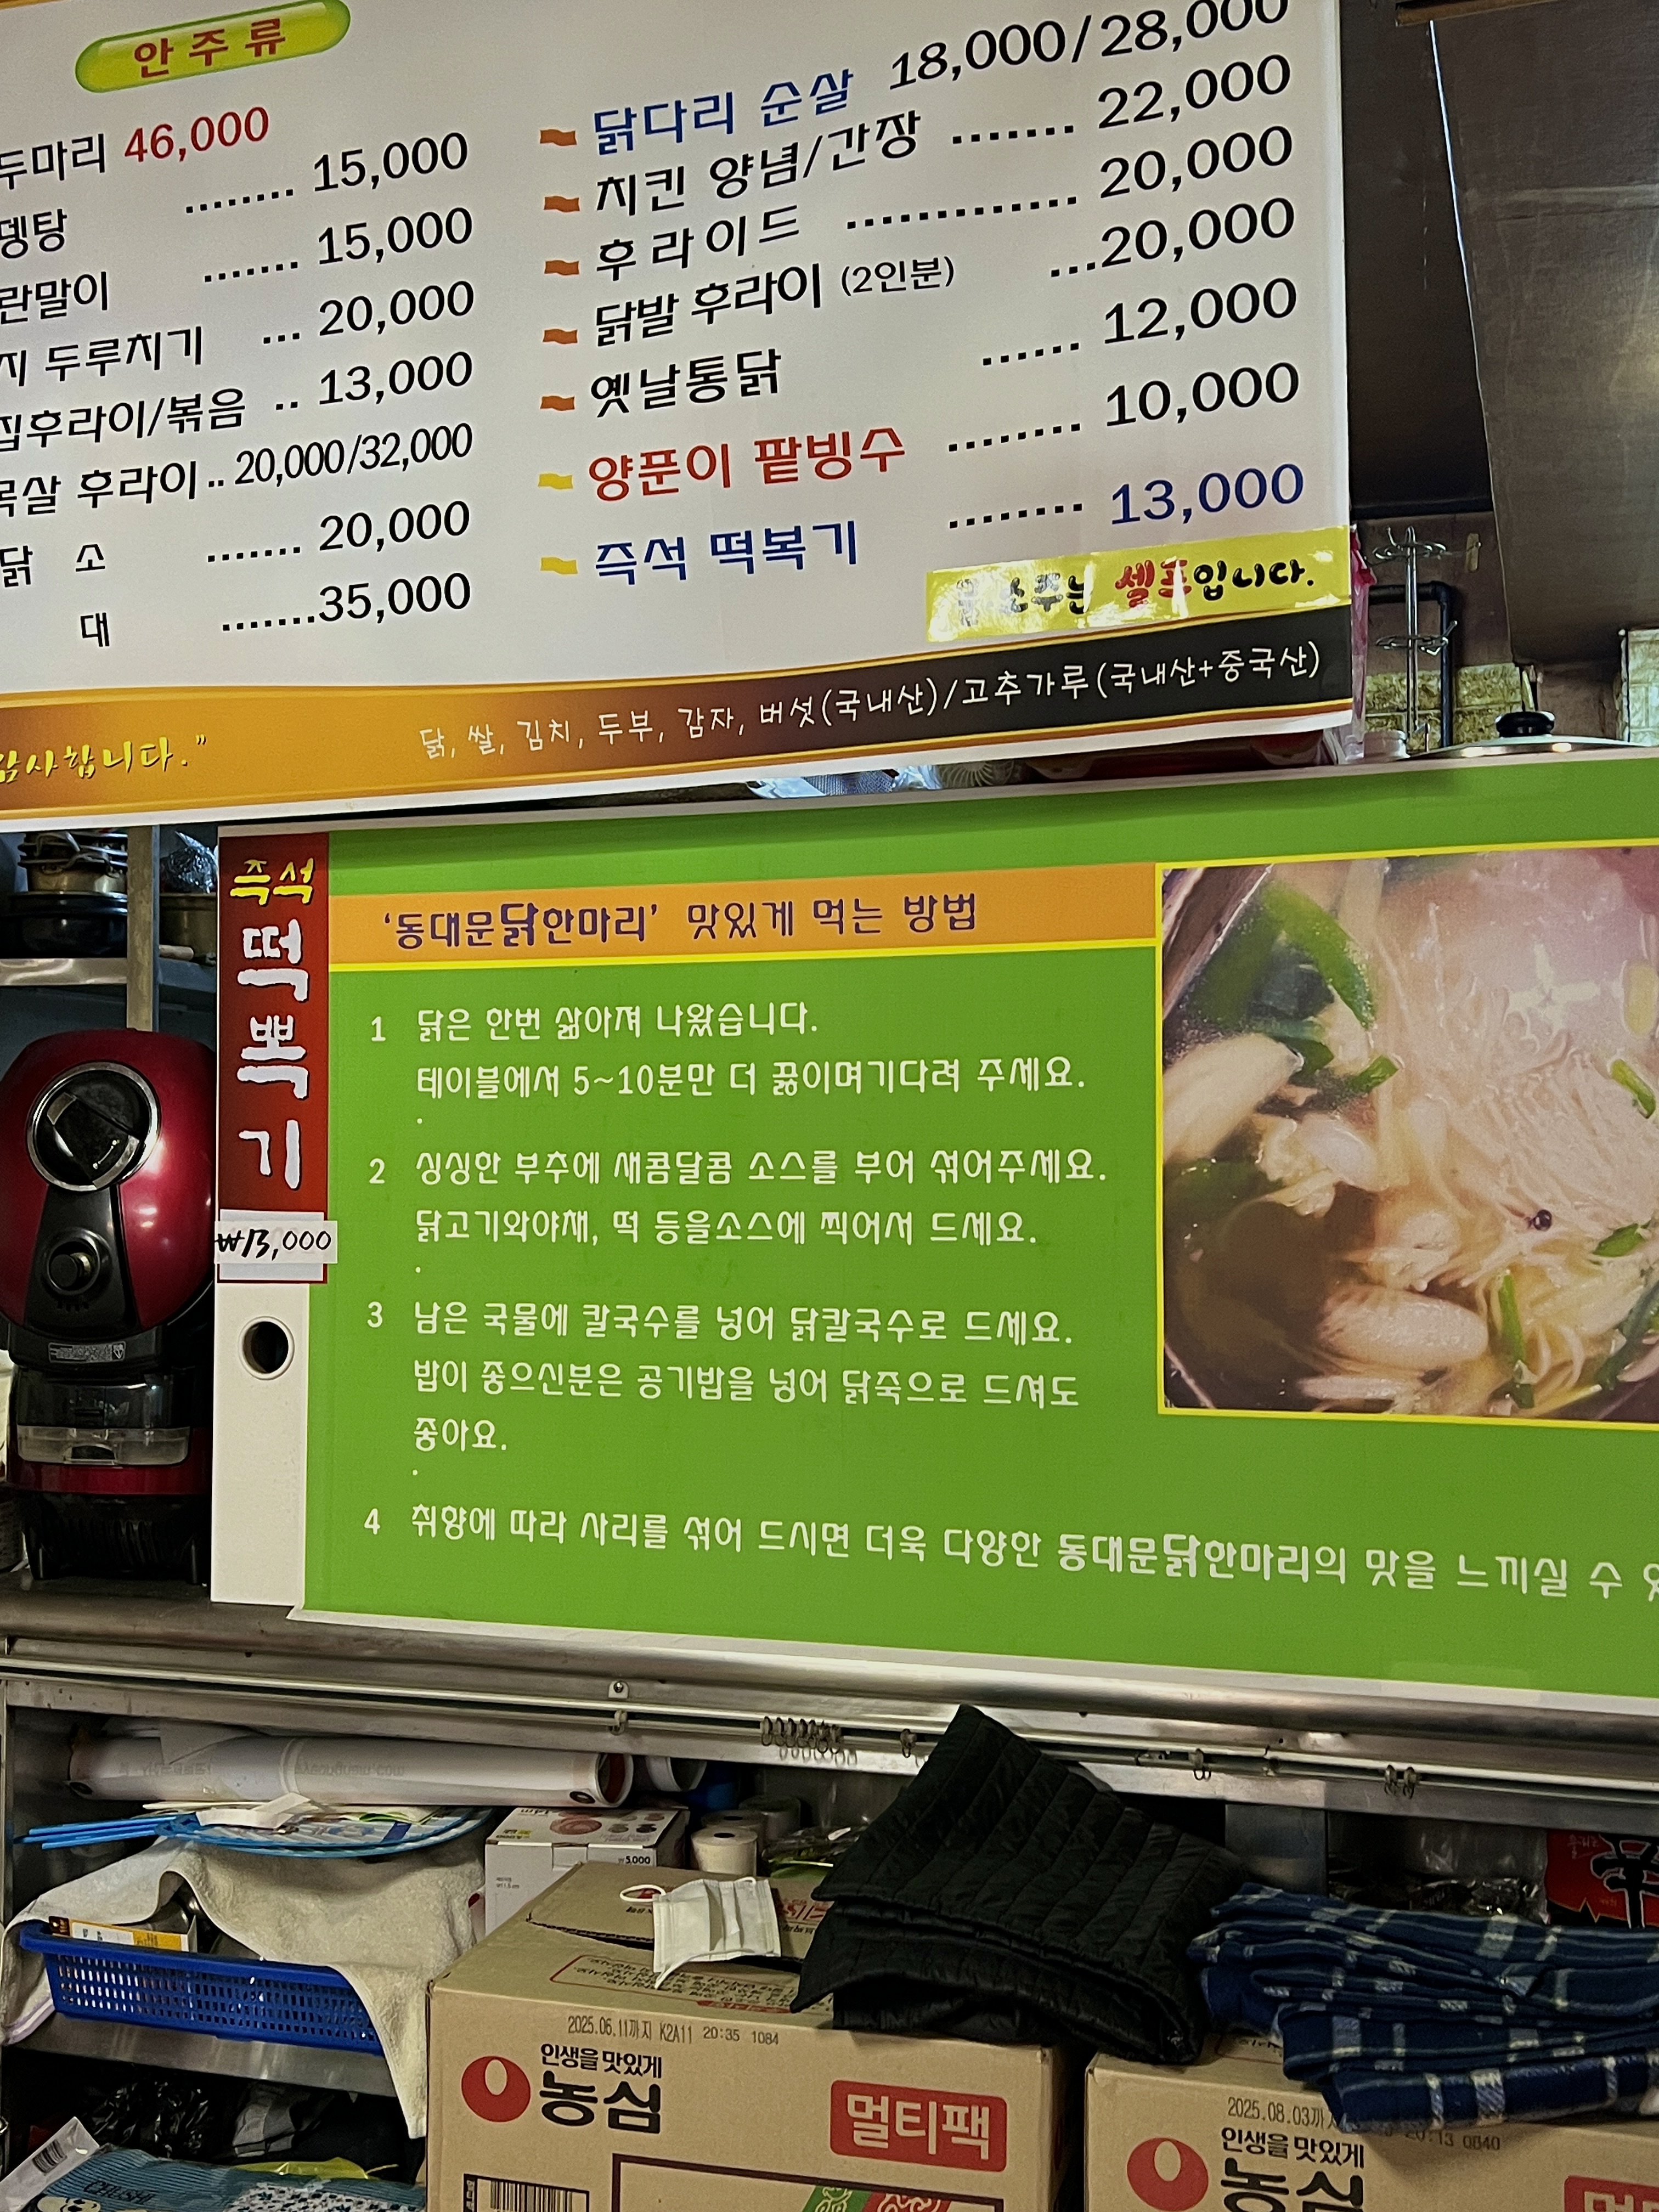 안주류
두마리 46,000
뎅탕 ........ 15,000
란말이 ....... 15,000
지 두루치기 ... 20,000
집후라이/볶음 .. 13,000
목살 후라이 .. 20,000/32,000
닭 소 ....... 20,000
대 .......35,000
닭다리 순살 18,000/28,000
치킨 양념/간장 ....... 22,000
후라이드 ............. 20,000
닭발 후라이 (2인분) ...20,000
옛날통닭 ...... 12,000
양푼이 팥빙수 ........ 10,000
즉석 떡복기 ........ 13,000
셀프입니다.
감사합니다."
닭, 쌀, 김치, 두부, 감자, 버섯(국내산)/고추가루(국내산+중국산)
즉석
떡
뽁
기
₩13,000
'동대문닭한마리' 맛있게 먹는 방법
1 닭은 한번 삶아져 나왔습니다.
테이블에서 5~10분만 더 끓이며기다려 주세요.
2 싱싱한 부추에 새콤달콤 소스를 부어 섞어주세요.
닭고기와야채, 떡 등을소스에 찍어서 드세요.
3 남은 국물에 칼국수를 넣어 닭칼국수로 드세요.
밥이 좋으신분은 공기밥을 넣어 닭죽으로 드셔도
좋아요.
4 취향에 따라 사리를 섞어 드시면 더욱 다양한 동대문닭한마리의 맛을 느끼실 수
₩5,000
2025.06.11까지 K2A11 20:35 1084
인생을 맛있게
농심
멀티팩
2025.08.03까지
20:13 0840
인생을 맛있게
농심